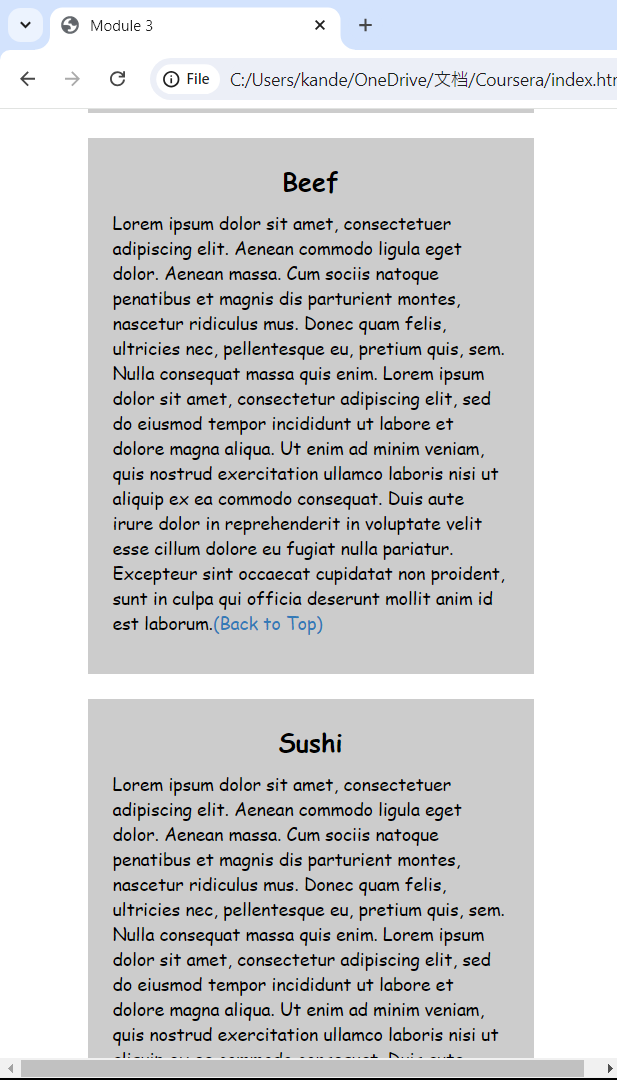 Module 3
File C:/Users/kande/OneDrive/文档/Coursera/index.htm
Beef
Lorem ipsum dolor sit amet, consectetuer
adipiscing elit. Aenean commodo ligula eget
dolor. Aenean massa. Cum sociis natoque
penatibus et magnis dis parturient montes,
nascetur ridiculus mus. Donec quam felis,
ultricies nec, pellentesque eu, pretium quis, sem.
Nulla consequat massa quis enim. Lorem ipsum
dolor sit amet, consectetur adipiscing elit, sed
do eiusmod tempor incididunt ut labore et
dolore magna aliqua. Ut enim ad minim veniam,
quis nostrud exercitation ullamco laboris nisi ut
aliquip ex ea commodo consequat. Duis aute
irure dolor in reprehenderit in voluptate velit
esse cillum dolore eu fugiat nulla pariatur.
Excepteur sint occaecat cupidatat non proident,
sunt in culpa qui officia deserunt mollit anim id
est laborum.(Back to Top)
Sushi
Lorem ipsum dolor sit amet, consectetuer
adipiscing elit. Aenean commodo ligula eget
dolor. Aenean massa. Cum sociis natoque
penatibus et magnis dis parturient montes,
nascetur ridiculus mus. Donec quam felis,
ultricies nec, pellentesque eu, pretium quis, sem.
Nulla consequat massa quis enim. Lorem ipsum
dolor sit amet, consectetur adipiscing elit, sed
do eiusmod tempor incididunt ut labore et
dolore magna aliqua. Ut enim ad minim veniam,
quis nostrud exercitation ullamco laboris nisi ut
aliquip ex ea commodo consequat. Duis aute